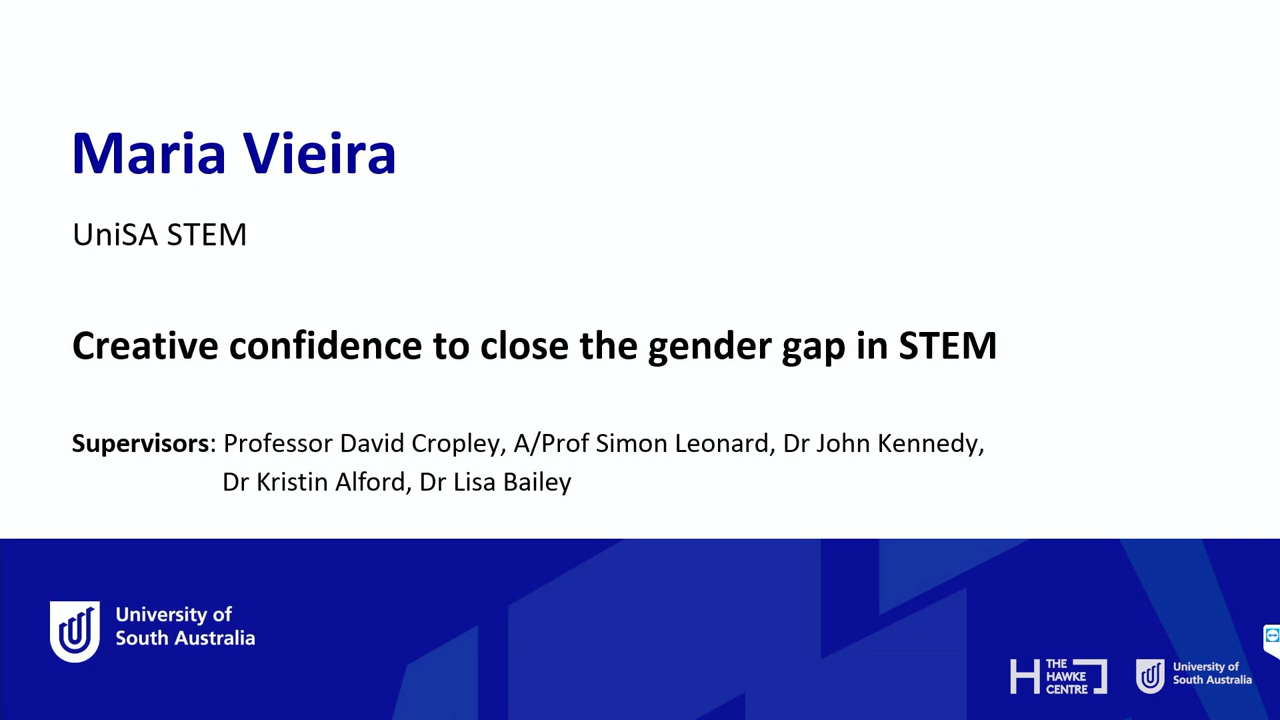 Maria Vieira
UniSA STEM
Creative confidence to close the gender gap in STEM
Supervisors: Professor David Cropley, A/Prof Simon Leonard, Dr John Kennedy,
Dr Kristin Alford, Dr Lisa Bailey
University of
South Australia
THE
HAWKE
CENTRE
University of
South Australia